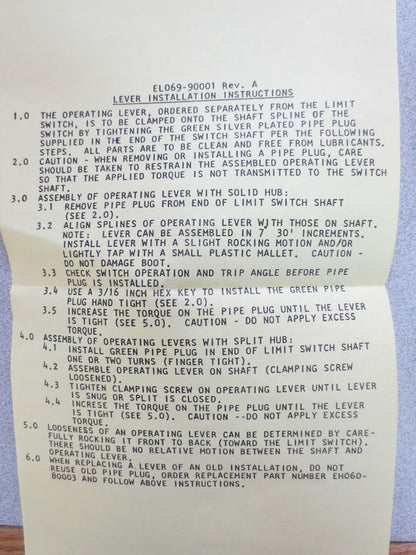 EL069-90001 Rev. A
LEVER INSTALLATION INSTRUCTIONS
1.0 THE OPERATING LEVER, ORDERED SEPARATELY FROM THE LIMIT
SWITCH, IS TO BE CLAMPED ONTO THE SHAFT SPLINE OF THE
SWITCH BY TIGHTENING THE GREEN SILVER PLATED PIPE PLUG
SUPPLIED IN THE END OF THE SWITCH SHAFT PER THE FOLLOWING
STEPS. ALL PARTS ARE TO BE CLEAN AND FREE FROM LUBRICANTS.
2.0 CAUTION - WHEN REMOVING OR INSTALLING A PIPE PLUG, CARE
SHOULD BE TAKEN TO RESTRAIN THE ASSEMBLED OPERATING LEVER
SO THAT THE APPLIED TORQUE IS NOT TRANSMITTED TO THE SWITCH
SHAFT.
3.0 ASSEMBLY OF OPERATING LEVER WITH SOLID HUB:
3.1 REMOVE PIPE PLUG FROM END OF LIMIT SWITCH SHAFT
(SEE 2.0).
3.2 ALIGN SPLINES OF OPERATING LEVER WITH THOSE ON SHAFT.
NOTE: LEVER CAN BE ASSEMBLED IN 7 30' INCREMENTS.
INSTALL LEVER WITH A SLIGHT ROCKING MOTION AND/OR
LIGHTLY TAP WITH A SMALL PLASTIC MALLET. CAUTION -
DO NOT DAMAGE BOOT.
3.3 CHECK SWITCH OPERATION AND TRIP ANGLE BEFORE PIPE
PLUG IS INSTALLED.
3.4 USE A 3/16 INCH HEX KEY TO INSTALL THE GREEN PIPE
PLUG HAND TIGHT (SEE 2.0).
3.5 INCREASE THE TORQUE ON THE PIPE PLUG UNTIL THE LEVER
IS TIGHT (SEE 5.0). CAUTION - DO NOT APPLY EXCESS
TORQUE.
4.0 ASSEMBLY OF OPERATING LEVERS WITH SPLIT HUB:
4.1 INSTALL GREEN PIPE PLUG IN END OF LIMIT SWITCH SHAFT
ONE OR TWO TURNS (FINGER TIGHT).
4.2 ASSEMBLE OPERATING LEVER ON SHAFT (CLAMPING SCREW
LOOSENED).
4.3 TIGHTEN CLAMPING SCREW ON OPERATING LEVER UNTIL LEVER
IS SNUG OR SPLIT IS CLOSED.
4.4 INCRESE THE TORQUE ON THE PIPE PLUG UNTIL THE LEVER
IS TIGHT (SEE 5.0). CAUTION --DO NOT APPLY EXCESS
TORQUE.
5.0 LOOSENESS OF AN OPERATING LEVER CAN BE DETERMINED BY CARE-
FULLY ROCKING IT FRONT TO BACK (TOWARD THE LIMIT SWITCH).
THERE SHOULD BE NO RELATIVE MOTION BETWEEN THE SHAFT AND
OPERATING LEVER.
6.0 WHEN REPLACING A LEVER OF AN OLD INSTALLATION, DO NOT
REUSE OLD PIPE PLUG, ORDER REPLACEMENT PART NUMBER EH060-
80003 AND FOLLOW ABOVE INSTRUCTIONS.